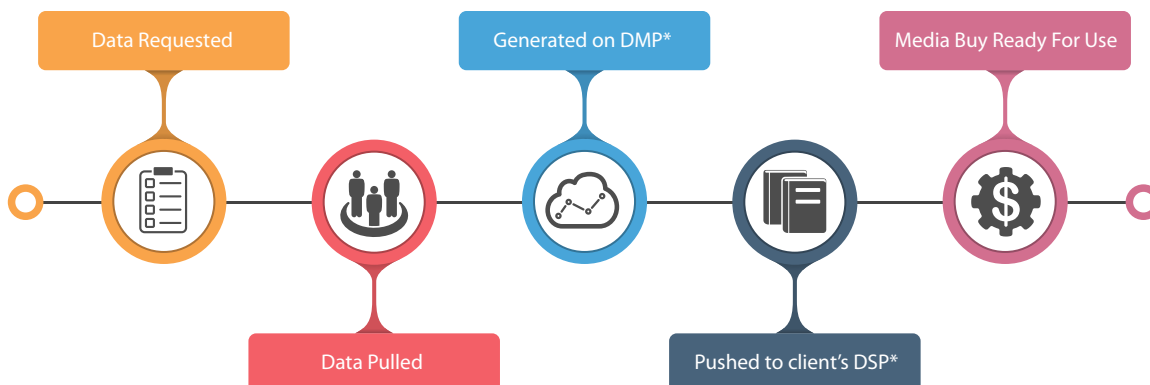 Data Requested
Data Pulled
Generated on DMP*
Pushed to client’s DSP*
Media Buy Ready For Use